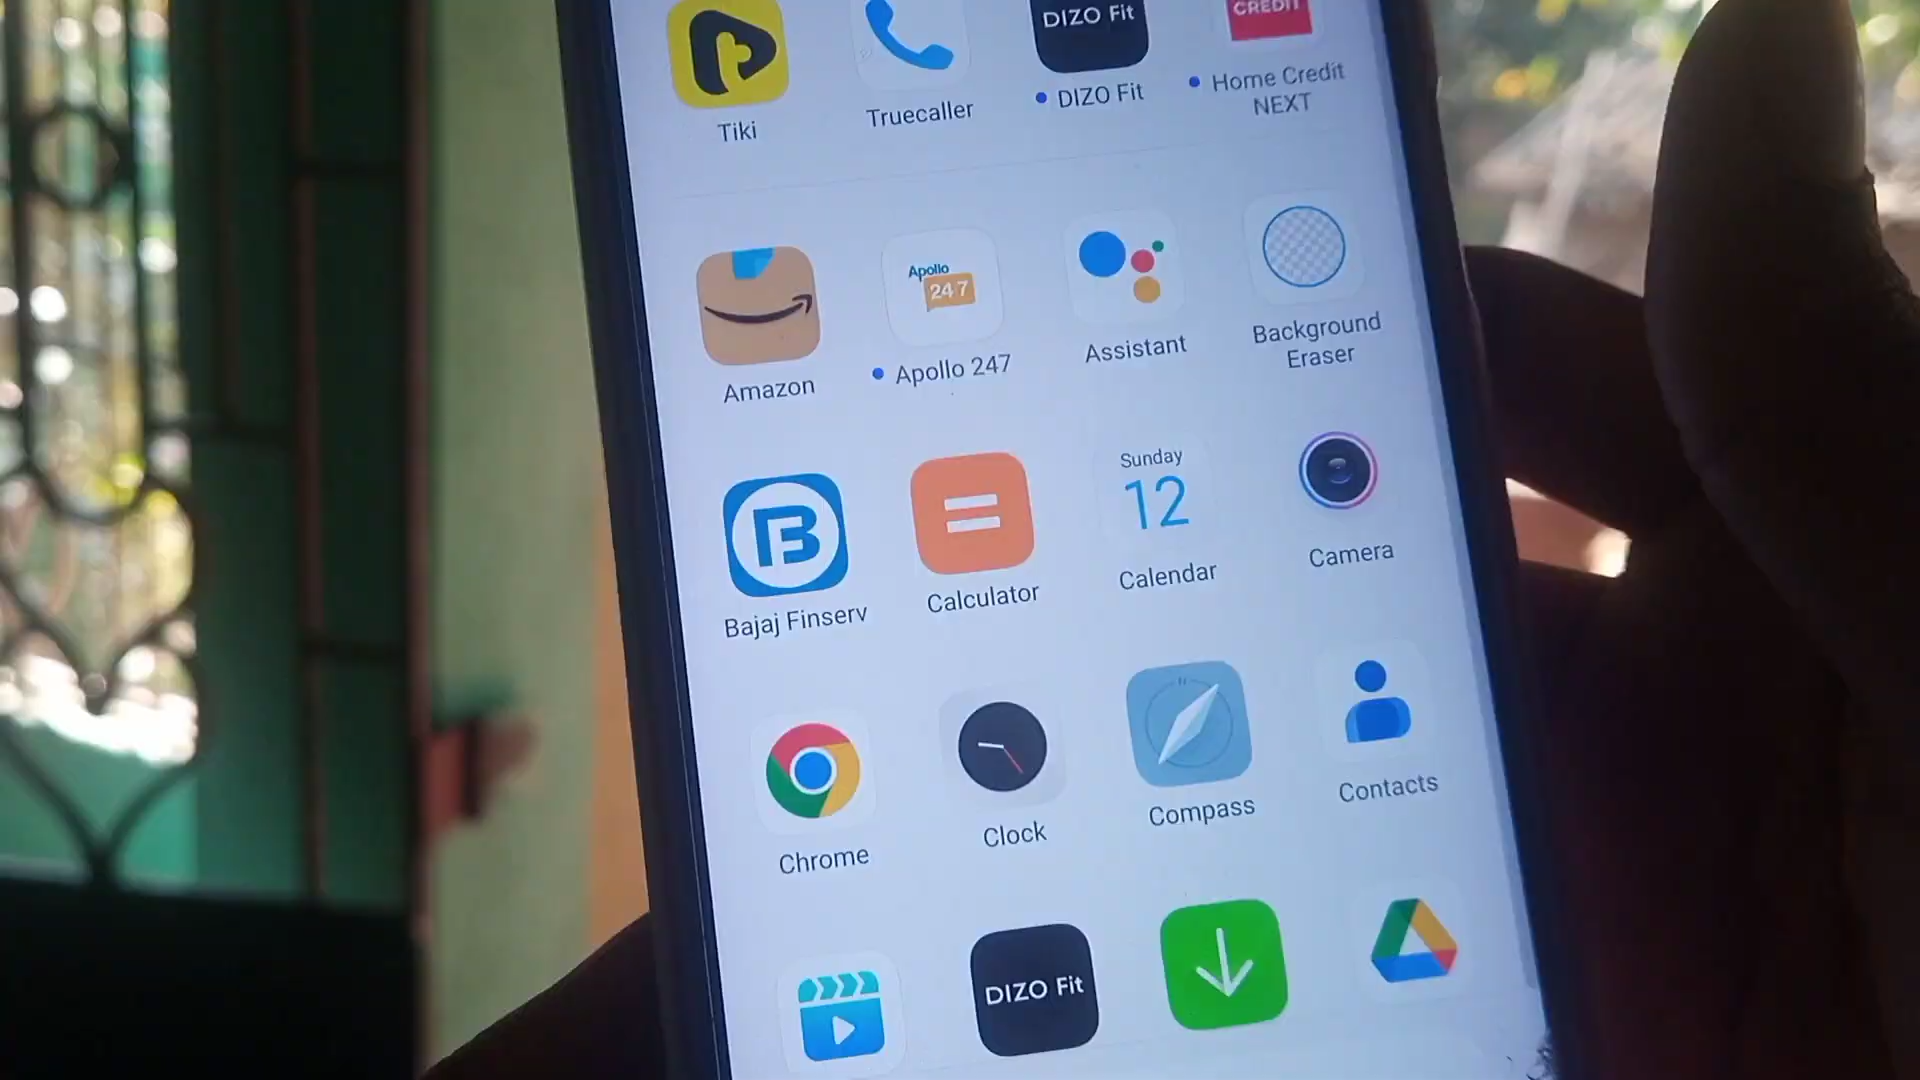 DIZO Fit
CREDIT
Tiki
Truecaller
DIZO Fit
Home Credit
NEXT
Apollo
24 7
Amazon
Apollo 247
Assistant
Background
Eraser
Sunday
12
Bajaj Finserv
Calculator
Calendar
Camera
N
Chrome
Clock
Compass
Contacts
DIZO Fit